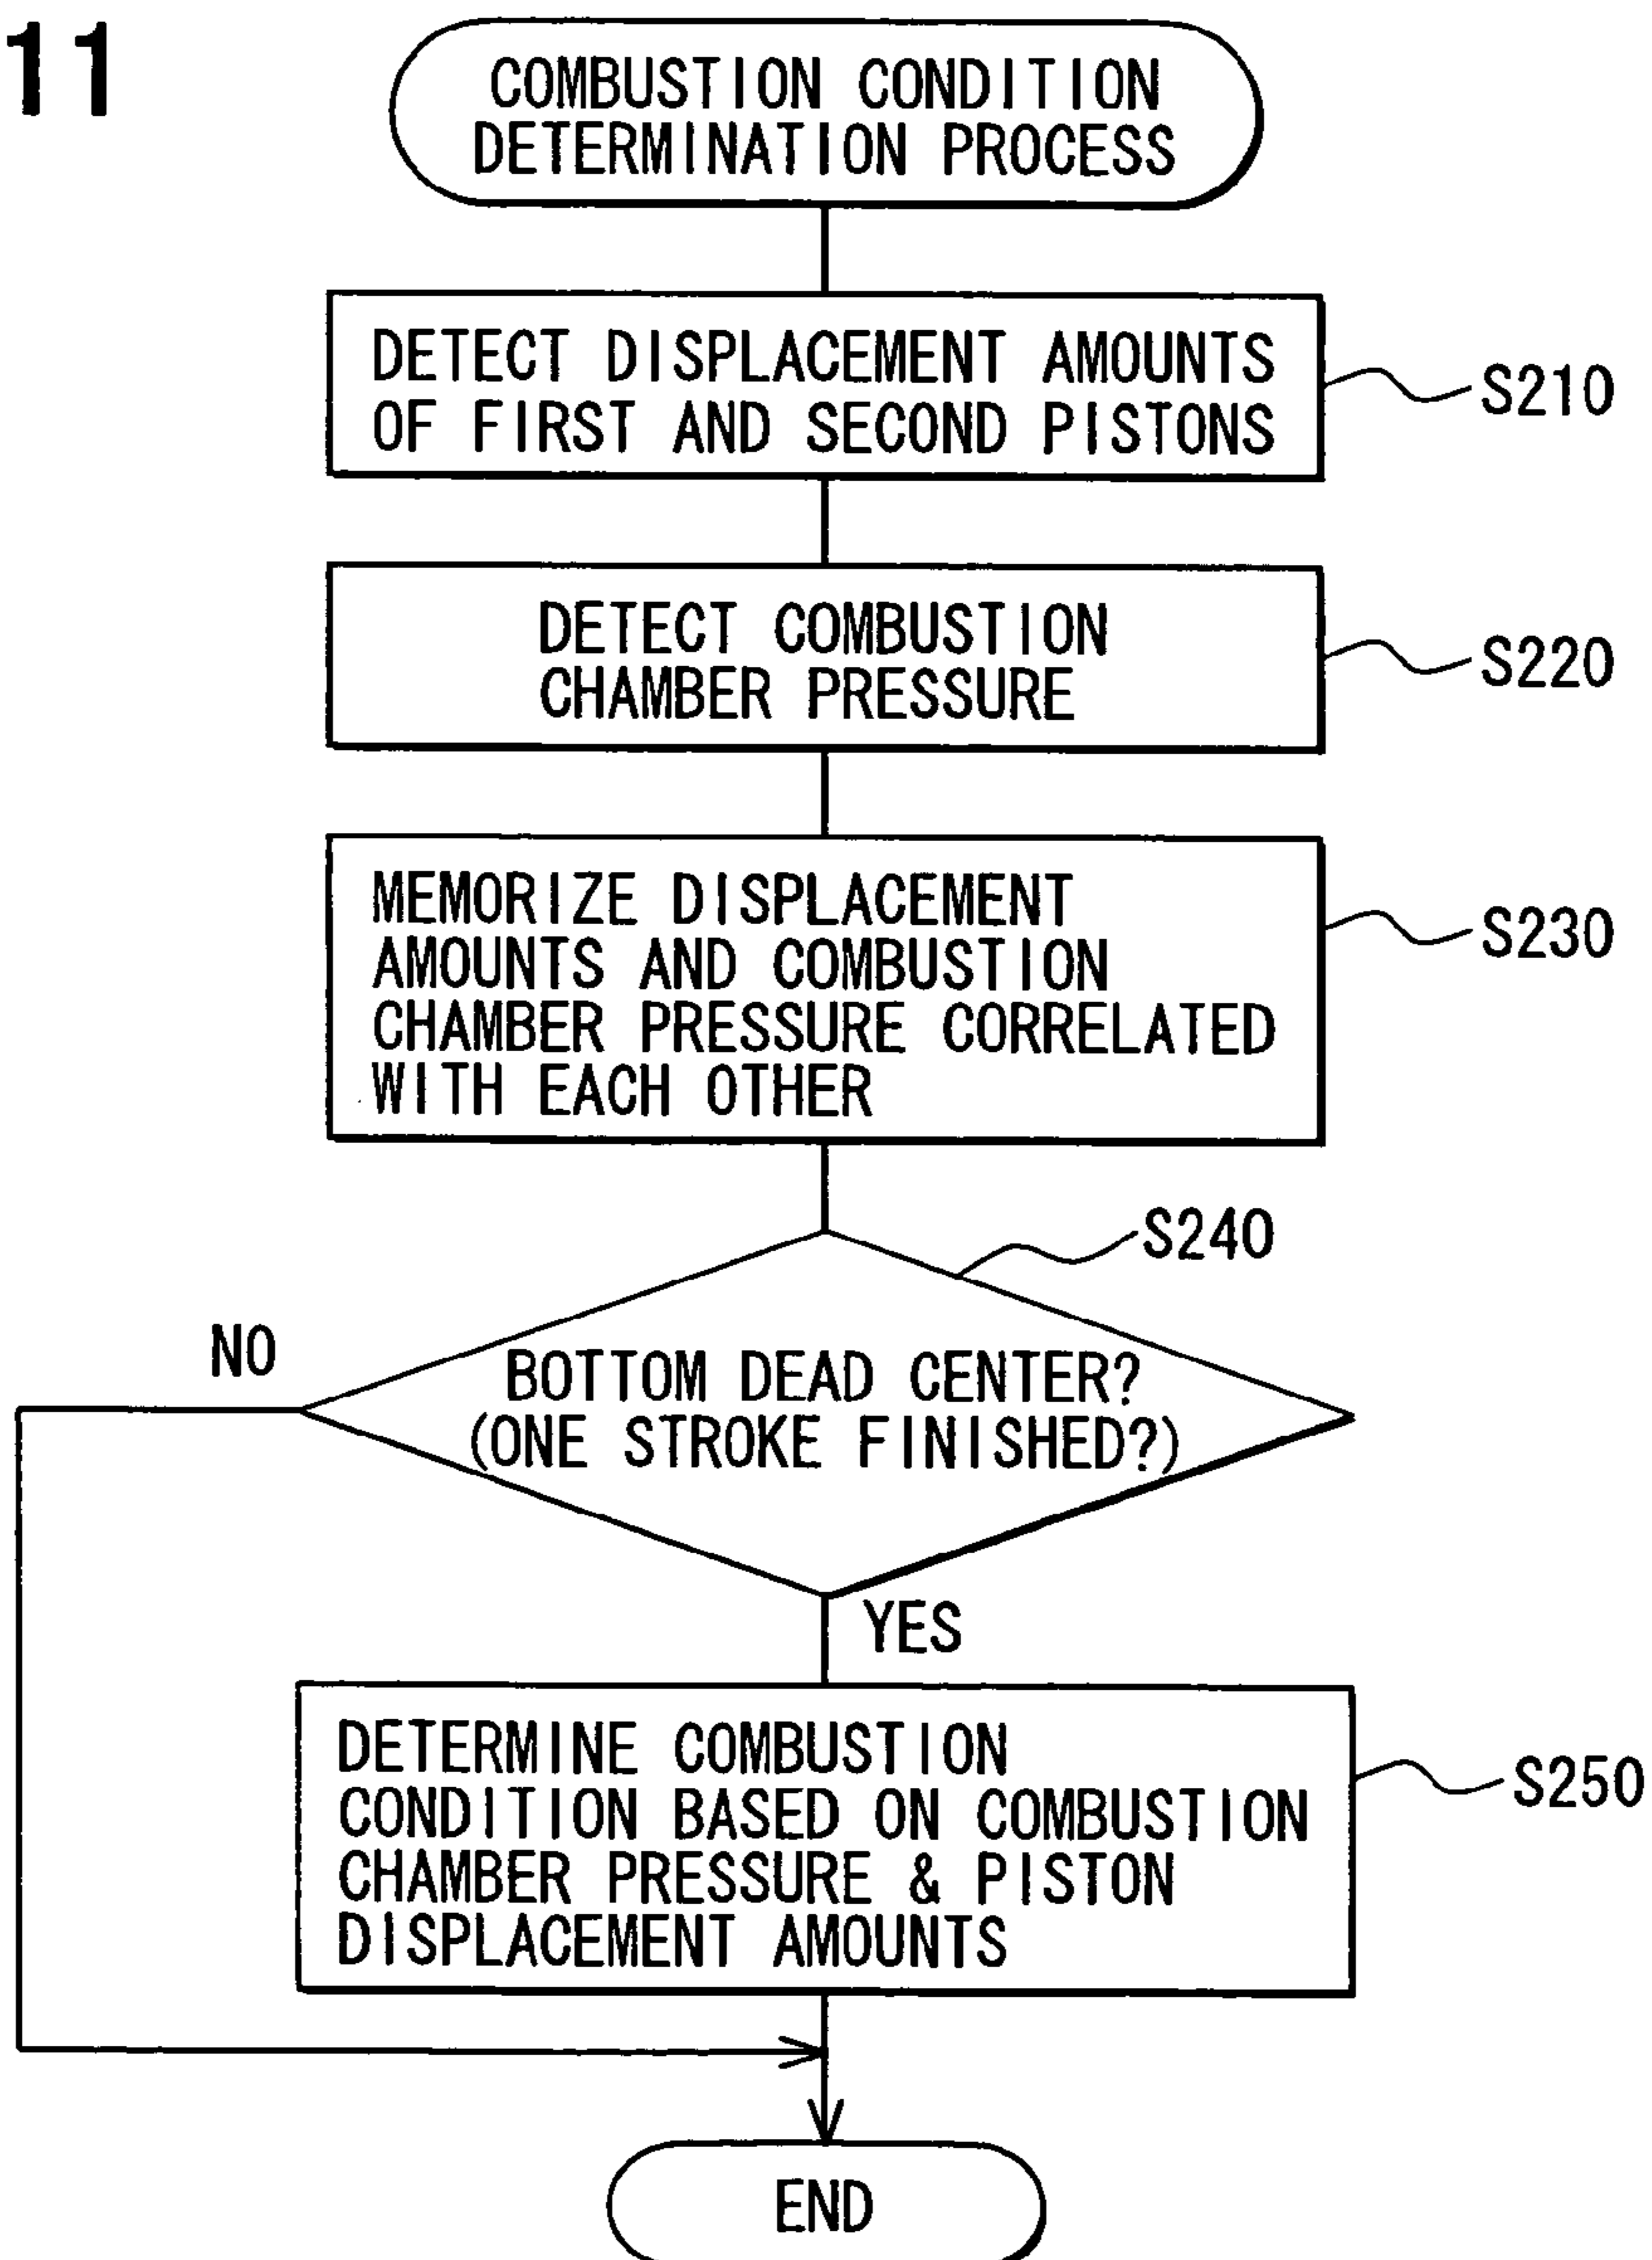 11
COMBUSTION CONDITION
DETERMINATION PROCESS
DETECT DISPLACEMENT AMOUNTS
OF FIRST AND SECOND PISTONS
S210
DETECT COMBUSTION
CHAMBER PRESSURE
S220
MEMORIZE DISPLACEMENT
AMOUNTS AND COMBUSTION
CHAMBER PRESSURE CORRELATED
WITH EACH OTHER
S230
S240
NO
BOTTOM DEAD CENTER?
(ONE STROKE FINISHED?)
YES
DETERMINE COMBUSTION
CONDITION BASED ON COMBUSTION
CHAMBER PRESSURE & PISTON
DISPLACEMENT AMOUNTS
S250
END